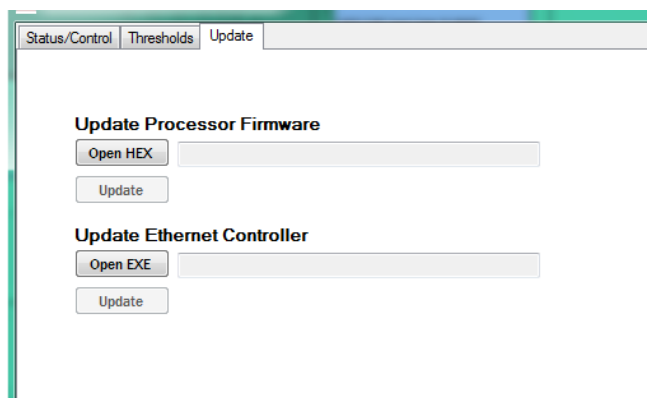 Status/Control Thresholds Update
Update Processor Firmware
Open HEX
Update
Update Ethernet Controller
Open EXE
Update